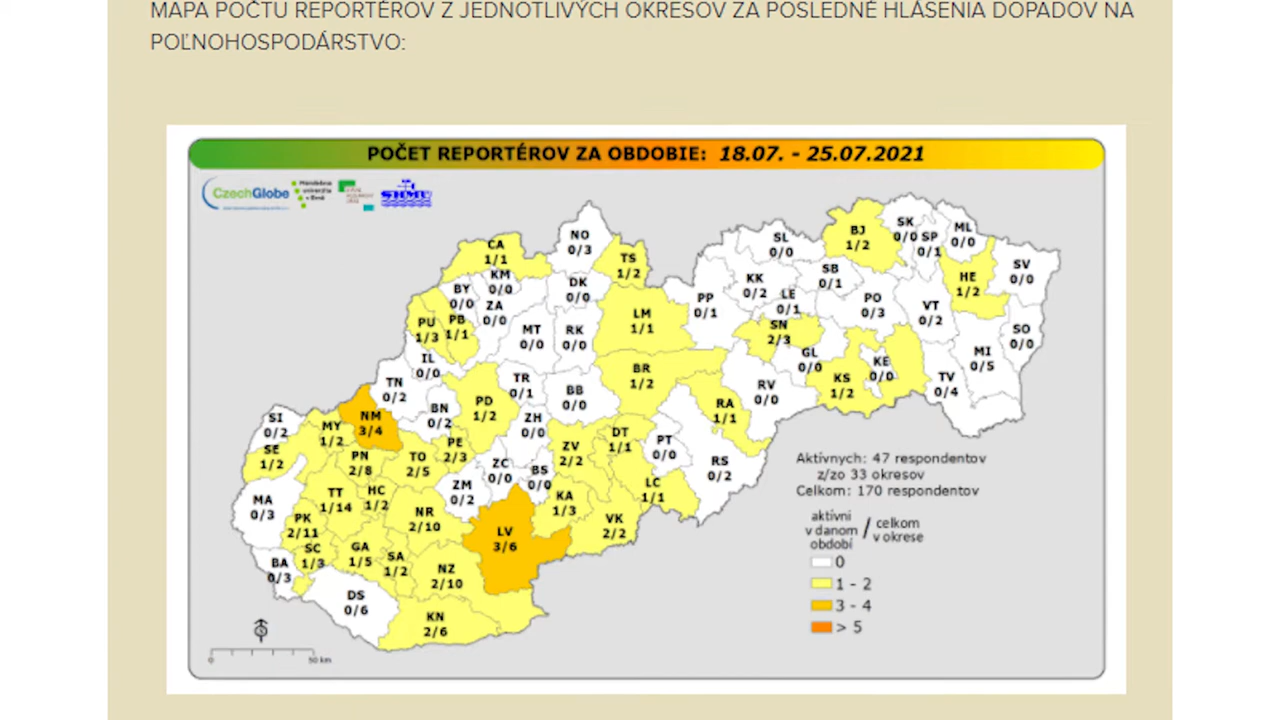 MAPA POČTU REPORTÉROV Z JEDNOTLIVÝCH OKRESOV ZA POSLEDNÉ HLÁSENIA DOPADOV NA
POĽNOHOSPODÁRSTVO:
POČET REPORTÉROV ZA OBDOBIE: 18.07. - 25.07.2021
CzechGlobe
Mendelova
univerzita
v Brně
SHMÚ
CA
1/1
NO
0/3
TS
1/2
SL
0/0
BJ
1/2
SK
0/0
SP
0/1
ML
0/0
SV
0/0
HE
1/2
KM
0/0
BY
0/0
ZA
0/0
DK
0/0
PP
0/1
KK
0/2
LE
0/1
SB
0/1
PO
0/3
VT
0/2
SO
0/0
PU
1/3
PB
1/1
MT
0/0
RK
0/0
LM
1/1
SN
2/3
GL
0/0
KE
0/0
KS
1/2
MI
0/5
TV
0/4
IL
0/0
TN
0/2
TR
0/1
BB
0/0
BR
1/2
RV
0/0
RA
1/1
NM
3/4
BN
0/2
PD
1/2
ZH
0/0
SI
0/2
MY
1/2
SE
1/2
PN
2/8
TO
2/5
PE
2/3
ZV
2/2
DT
1/1
PT
0/0
RS
0/2
ZC
0/0
BS
0/0
ZM
0/2
KA
1/3
LC
1/1
VK
2/2
MA
0/3
TT
1/14
HC
1/2
PK
2/11
NR
2/10
LV
3/6
SC
1/3
GA
1/5
SA
1/2
BA
0/3
NZ
2/10
DS
0/6
KN
2/6
Aktívnych: 47 respondentov
z/zo 33 okresov
Celkom: 170 respondentov
aktívni
v danom
období
/
celkom
v okrese
0
1 - 2
3 - 4
> 5
0
50 km